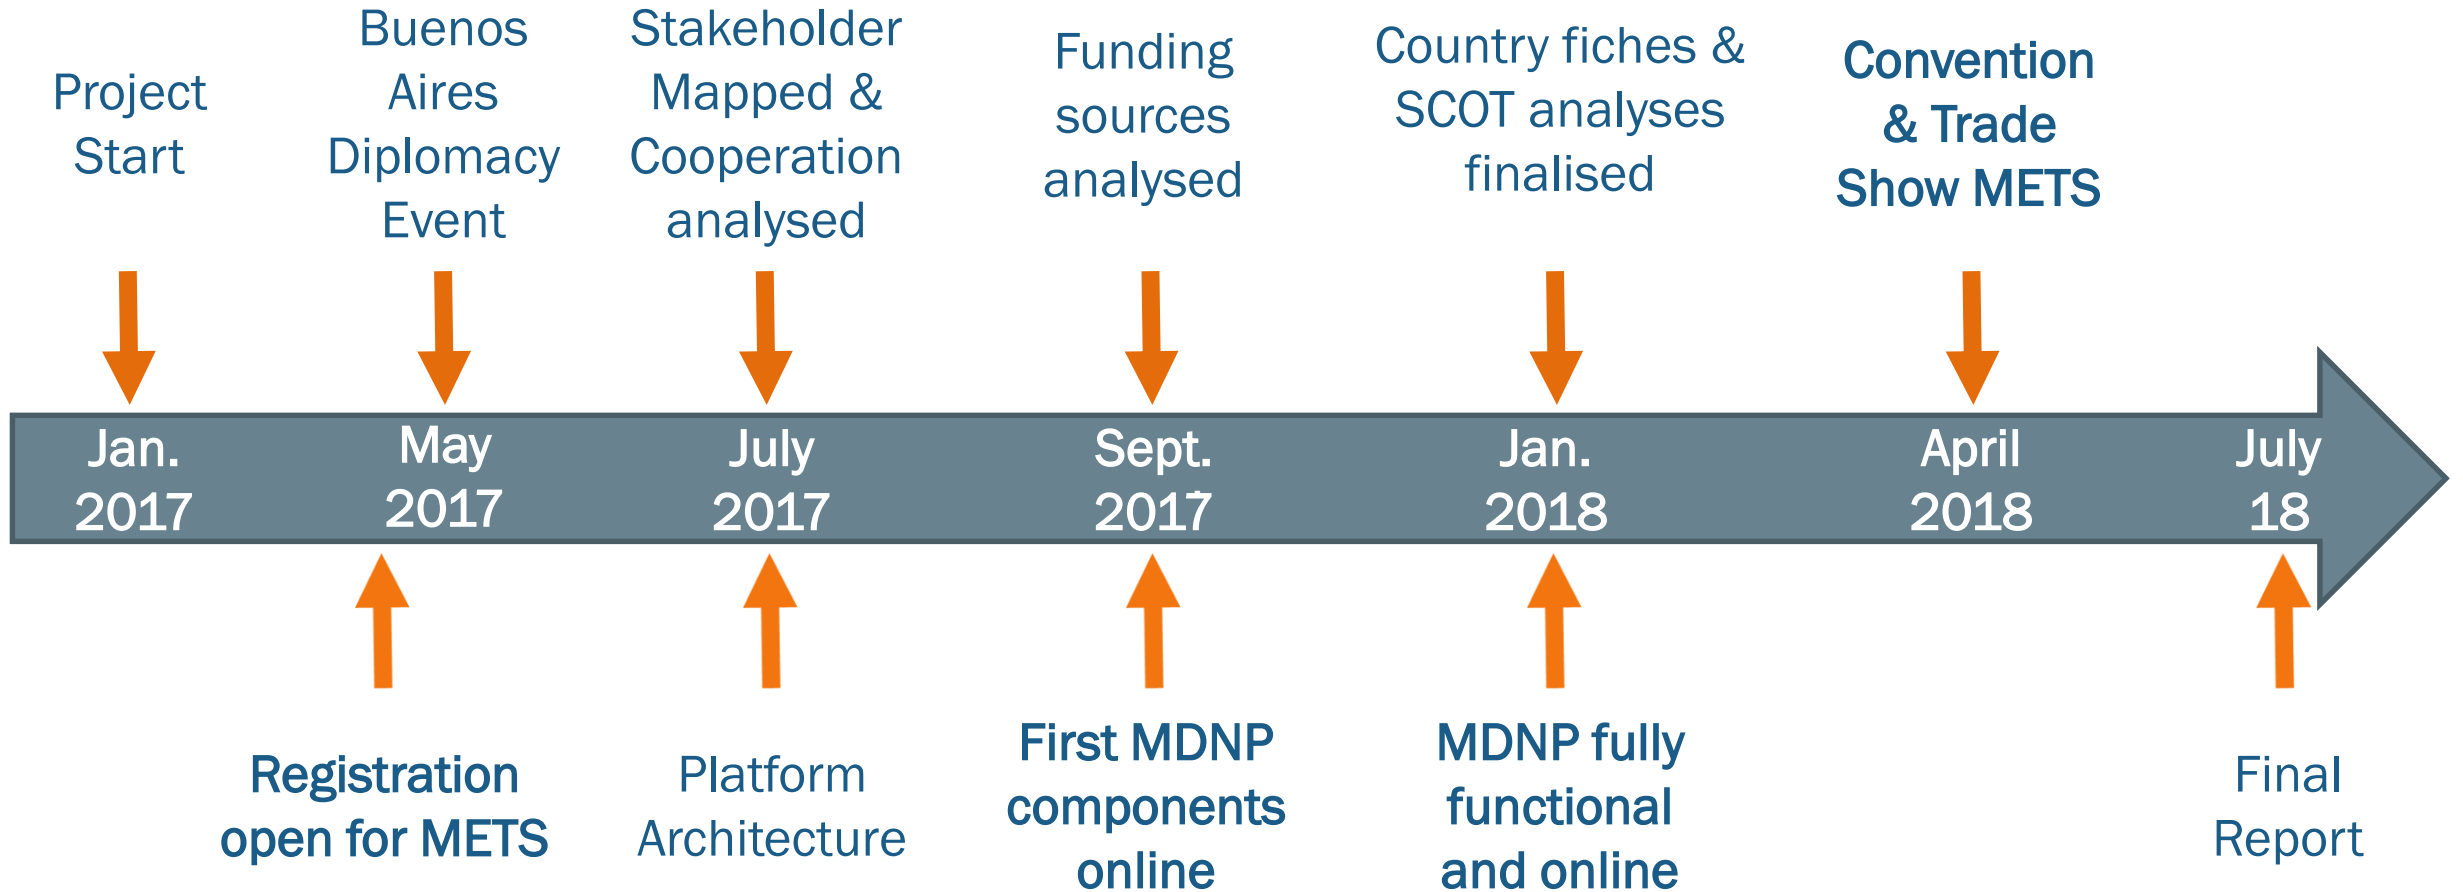 Project
Start
Buenos
Aires
Diplomacy
Event
Stakeholder
Mapped &
Cooperation
analysed
Funding
sources
analysed
Country fiches &
SCOT analyses
finalised
Convention
& Trade
Show METS
Jan.
2017
May
2017
July
2017
Sept.
2017
Jan.
2018
April
2018
July
18
Registration
open for METS
Platform
Architecture
First MDNP
components
online
MDNP fully
functional
and online
Final
Report